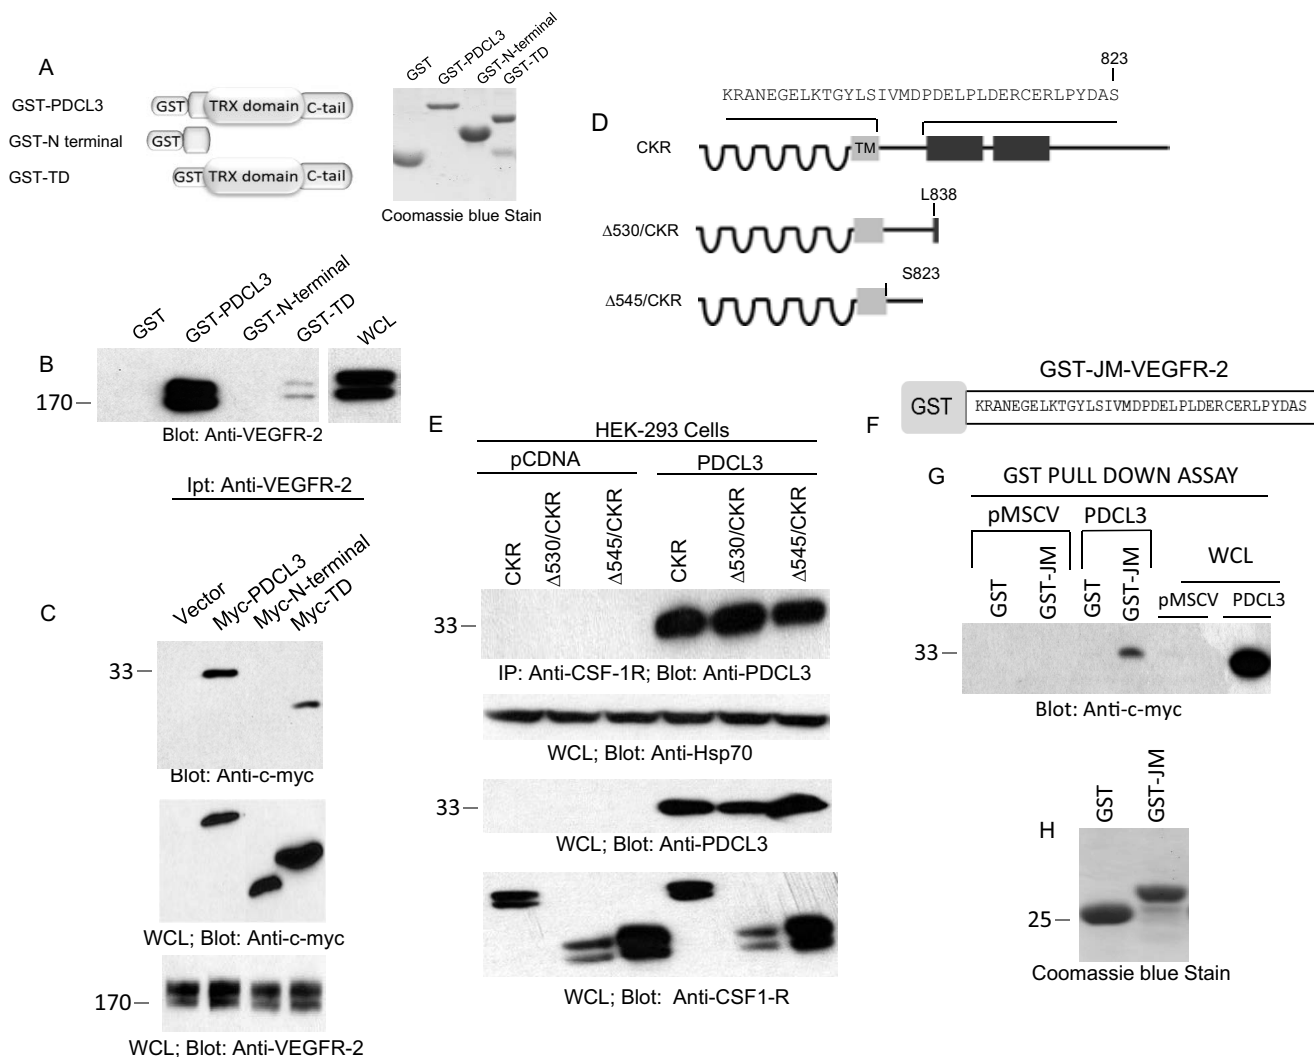 A
GST-PDCL3
GST
TRX domain
C-tail
GST-N terminal
GST
GST-TD
GST
TRX domain
C-tail
GST
GST-PDCL3
GST-N-terminal
GST-TD
Coomassie blue Stain
B
GST
GST-PDCL3
GST-N-terminal
GST-TD
WCL
170
Blot: Anti-VEGFR-2
C
Ipt: Anti-VEGFR-2
Vector
Myc-PDCL3
Myc-N-terminal
Myc-TD
33
Blot: Anti-c-myc
WCL; Blot: Anti-c-myc
170
WCL; Blot: Anti-VEGFR-2
D
823
KRANEGELKTGYLSIVMDPDELPLDERCERLPYDAS
CKR
TM
L838
Δ530/CKR
S823
Δ545/CKR
E
HEK-293 Cells
pCDNA
PDCL3
CKR
Δ530/CKR
Δ545/CKR
CKR
Δ530/CKR
Δ545/CKR
33
IP: Anti-CSF-1R; Blot: Anti-PDCL3
WCL; Blot: Anti-Hsp70
33
WCL; Blot: Anti-PDCL3
WCL; Blot: Anti-CSF1-R
F
GST-JM-VEGFR-2
GST
KRANEGELKTGYLSIVMDPDELPLDERCERLPYDAS
G
GST PULL DOWN ASSAY
pMSCV
PDCL3
WCL
GST
GST-JM
GST
GST-JM
pMSCV
PDCL3
33
Blot: Anti-c-myc
H
GST
GST-JM
25
Coomassie blue Stain